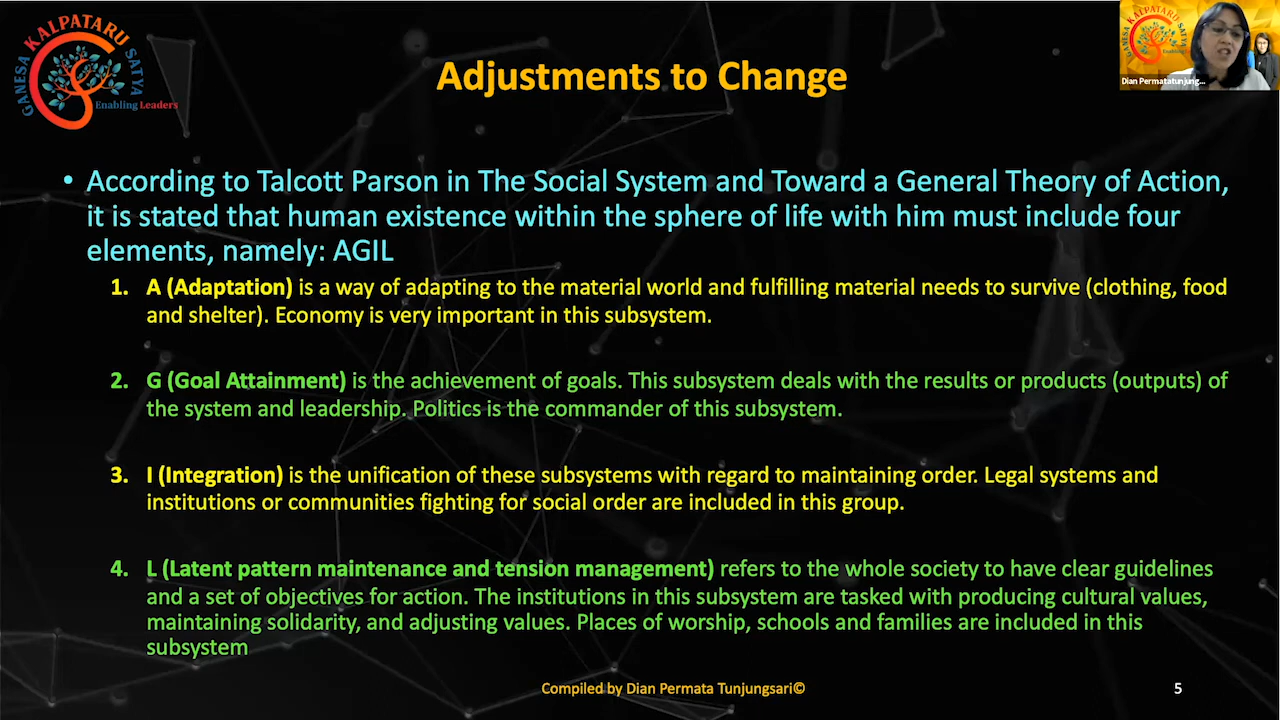 GANESA KALPATARU SATYA
Enabling Leaders
Adjustments to Change
Dian Permatatunjung...
• According to Talcott Parson in The Social System and Toward a General Theory of Action,
it is stated that human existence within the sphere of life with him must include four
elements, namely: AGIL
1. A (Adaptation) is a way of adapting to the material world and fulfilling material needs to survive (clothing, food
and shelter). Economy is very important in this subsystem.
2. G (Goal Attainment) is the achievement of goals. This subsystem deals with the results or products (outputs) of
the system and leadership. Politics is the commander of this subsystem.
3. I (Integration) is the unification of these subsystems with regard to maintaining order. Legal systems and
institutions or communities fighting for social order are included in this group.
4. L (Latent pattern maintenance and tension management) refers to the whole society to have clear guidelines
and a set of objectives for action. The institutions in this subsystem are tasked with producing cultural values,
maintaining solidarity, and adjusting values. Places of worship, schools and families are included in this
subsystem
Compiled by Dian Permata Tunjungsari©
5